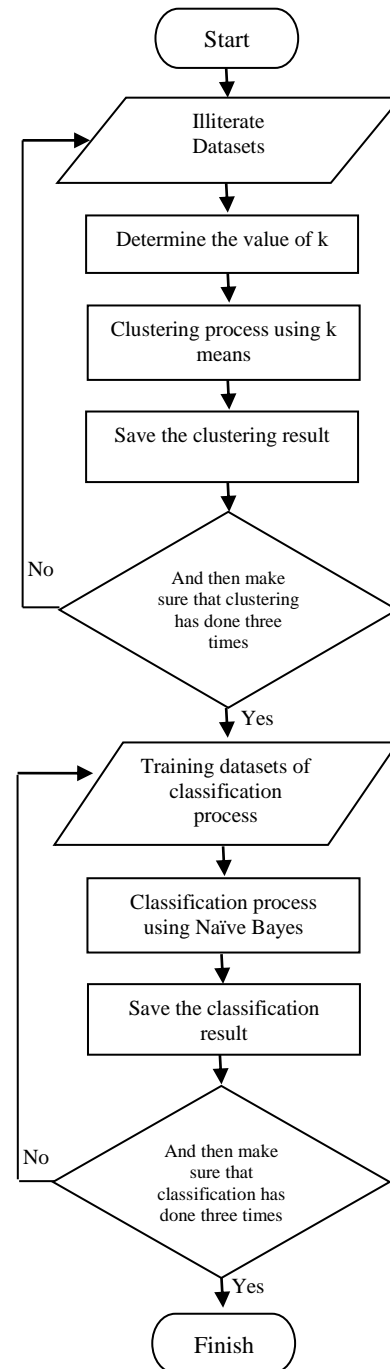 Start
Illiterate
Datasets
Determine the value of k
Clustering process using k
means
Save the clustering result
And then make
sure that clustering
has done three
times
No
Yes
Training datasets of
classification
process
Classification process
using Naïve Bayes
Save the classification
result
And then make
sure that
classification has
done three times
No
Yes
Finish